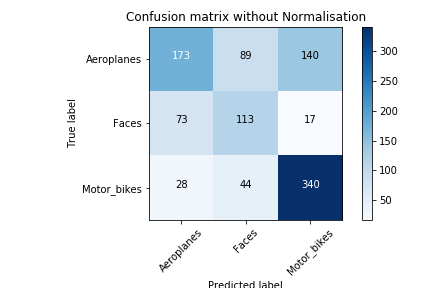 Confusion matrix without Normalisation
Aeroplanes 173 89 140
Faces 73 113 17
Motor_bikes 28 44 340
True label
Aeroplanes Faces Motor_bikes
Predicted label
300
250
200
150
100
50